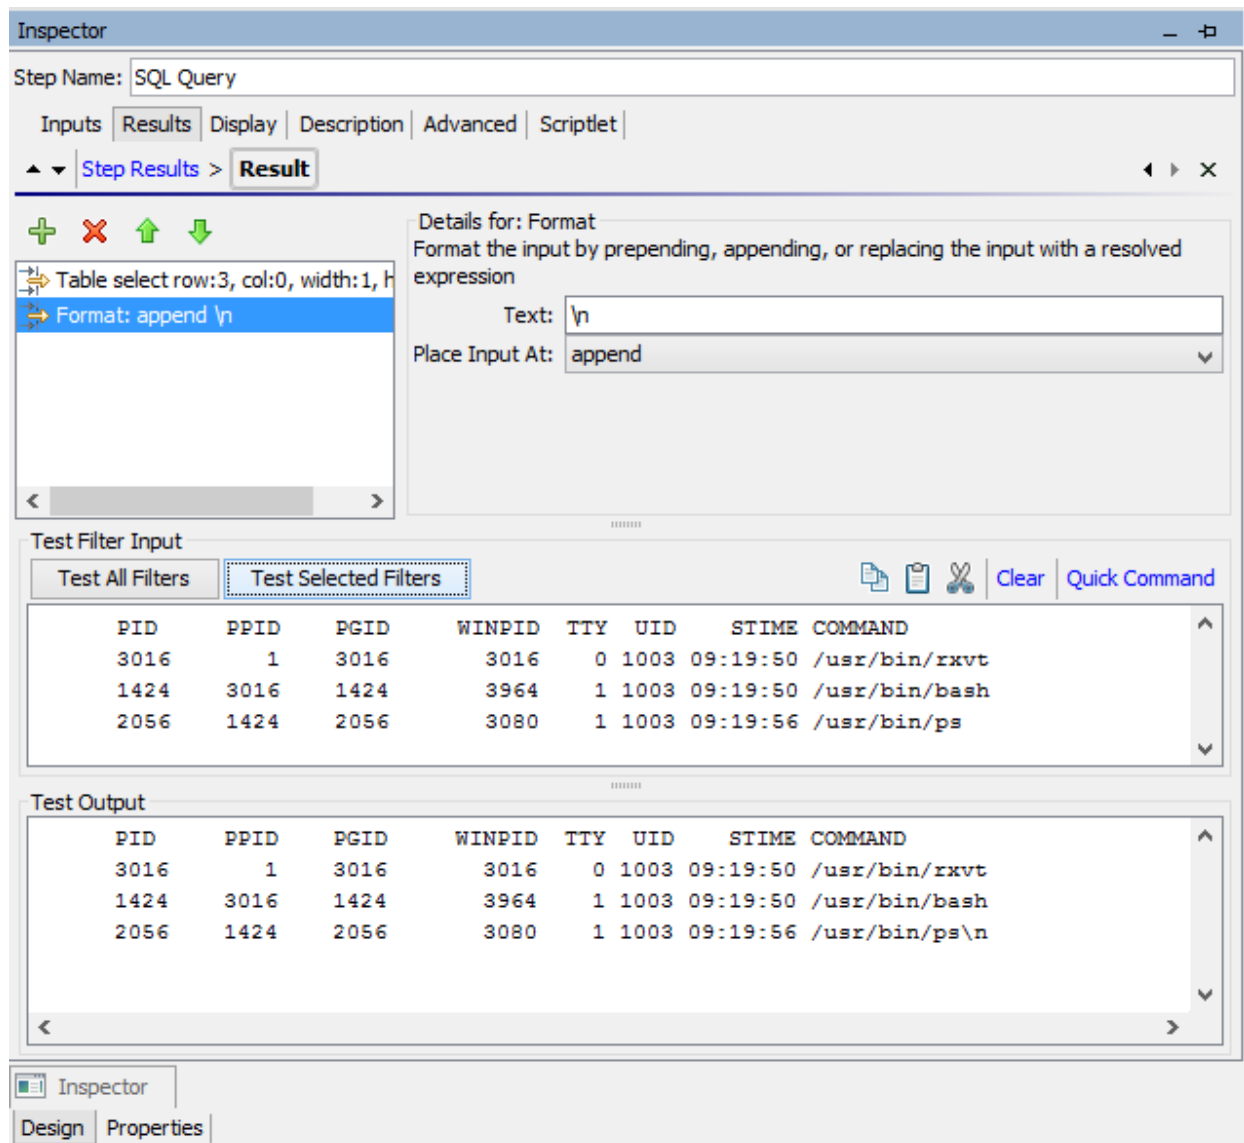 Inspector
Step Name: SQL Query
Inputs Results Display Description Advanced Scriptlet
Step Results > Result
Details for: Format
Format the input by prepending, appending, or replacing the input with a resolved
expression
Table select row:3, col:0, width:1, h
Format: append \n
Text: \n
Place Input At: append
Test Filter Input
Test All Filters Test Selected Filters Clear Quick Command
PID PPID PGID WINPID TTY UID STIME COMMAND
3016 1 3016 3016 0 1003 09:19:50 /usr/bin/rxvt
1424 3016 1424 3964 1 1003 09:19:50 /usr/bin/bash
2056 1424 2056 3080 1 1003 09:19:56 /usr/bin/ps
Test Output
PID PPID PGID WINPID TTY UID STIME COMMAND
3016 1 3016 3016 0 1003 09:19:50 /usr/bin/rxvt
1424 3016 1424 3964 1 1003 09:19:50 /usr/bin/bash
2056 1424 2056 3080 1 1003 09:19:56 /usr/bin/ps\n
Inspector
Design Properties